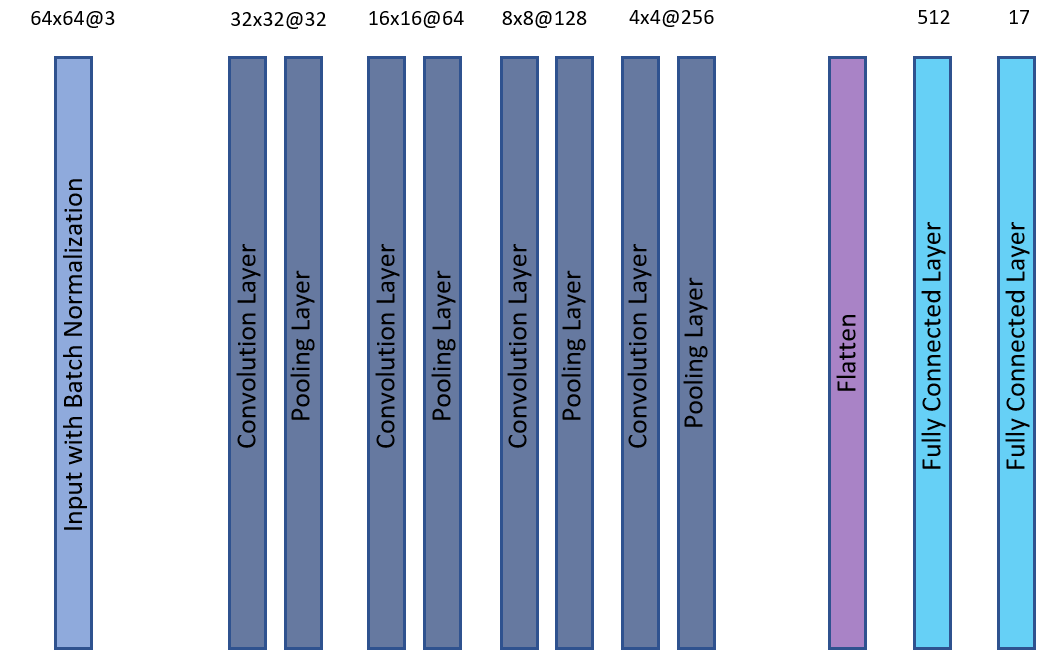 64x64@3
32x32@32
16x16@64
8x8@128
4x4@256
512
17
Input with Batch Normalization
Convolution Layer
Pooling Layer
Convolution Layer
Pooling Layer
Convolution Layer
Pooling Layer
Convolution Layer
Pooling Layer
Flatten
Fully Connected Layer
Fully Connected Layer